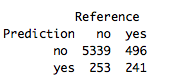 Reference
Prediction no yes
no 5339 496
yes 253 241